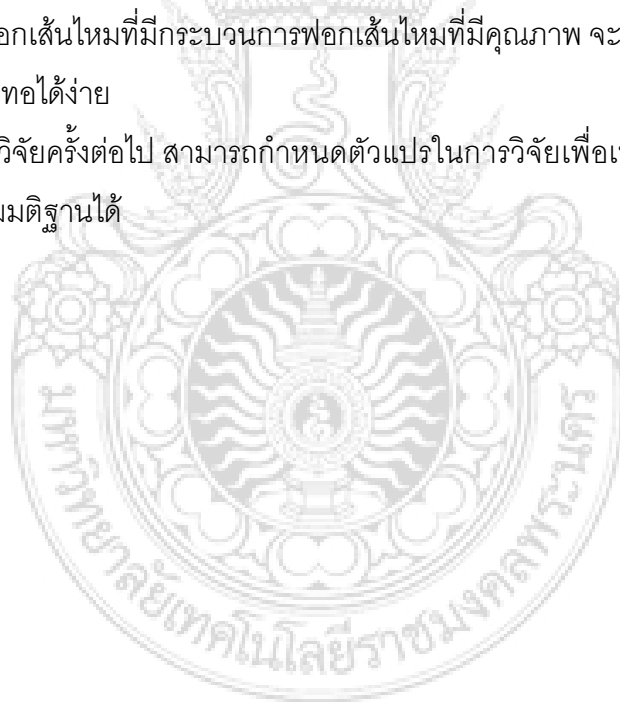 อกเส้นไหมที่มีกระบวนการฟอกเส้นไหมที่มีคุณภาพ จะ
ทอได้ง่าย
วิจัยครั้งต่อไป สามารถกำหนดตัวแปรในการวิจัยเพื่อเ
มมติฐานได้
มหาวิทยาลัยเทคโนโลยีราชมงคลพระนคร